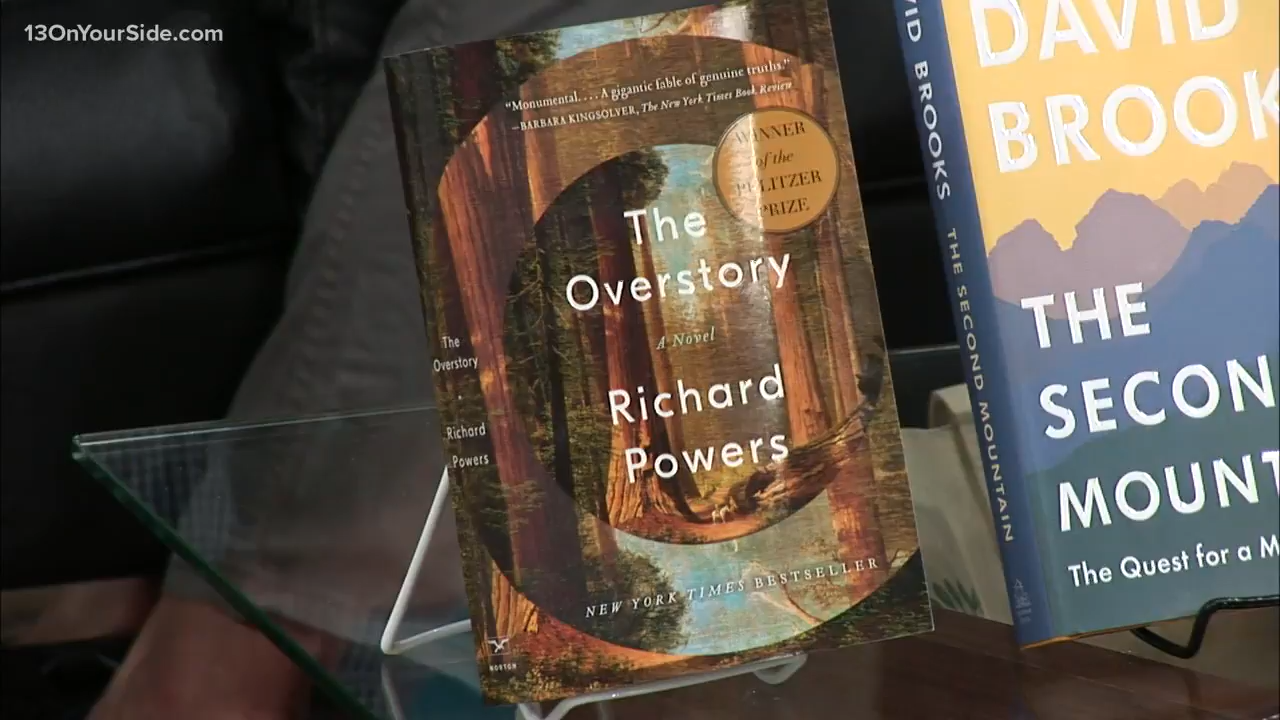 13OnYourSide.com
"Monumental. . . . A gigantic fable of genuine truths."
—BARBARA KINGSOLVER, The New York Times Book Review
WINNER
of the
PULITZER
PRIZE
The
Overstory
A Novel
Richard
Powers
NEW YORK TIMES BESTSELLER
The
Overstory
Richard
Powers
NORTON
VID BROOKS THE SECOND MOUNTAIN
DAVID
BROOK
THE
SECON
MOUNT
The Quest for a M